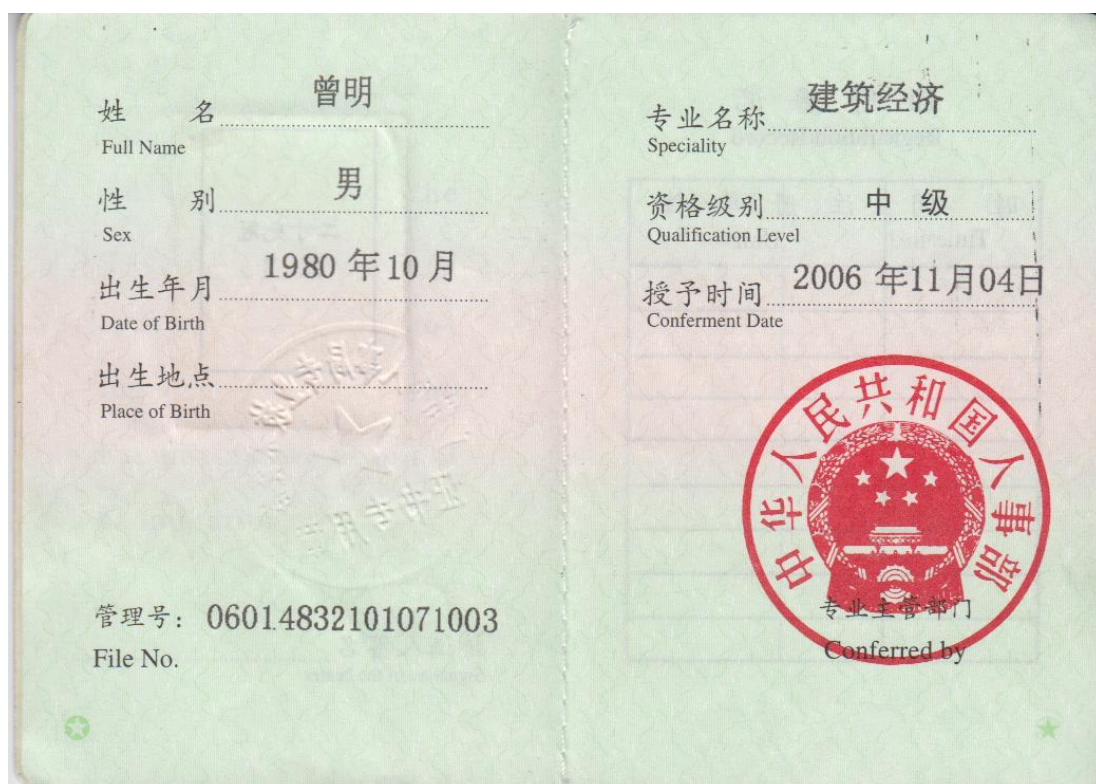 姓 名 曾明
Full Name
性 别 男
Sex
出生年月 1980 年10 月
Date of Birth
出生地点
Place of Birth
管理号: 06014832101071003
File No.
专业名称 建筑经济
Speciality
资格级别 中 级
Qualification Level
授予时间 2006 年11月04日
Conferment Date
中华人民共和国人事部
专业主管部门
Conferred by